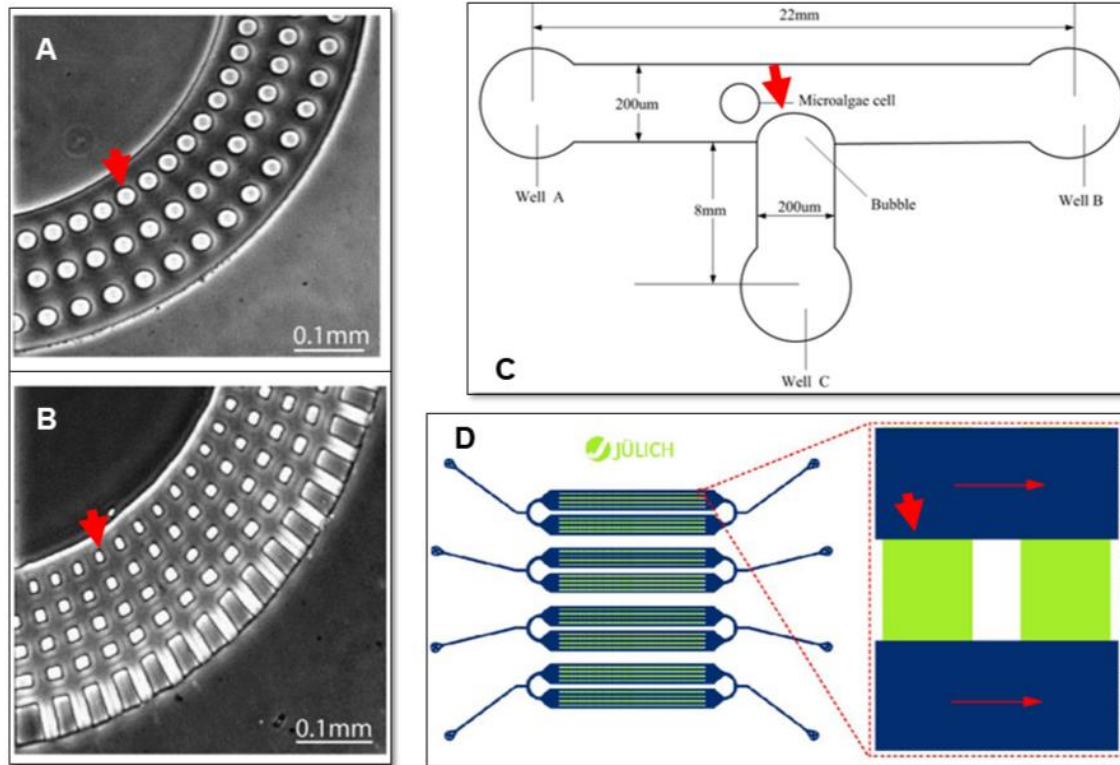 A
0.1mm
B
0.1mm
22mm
200um
Microalgae cell
Well A
8mm
200um
Bubble
Well B
C
Well C
D
JÜLICH